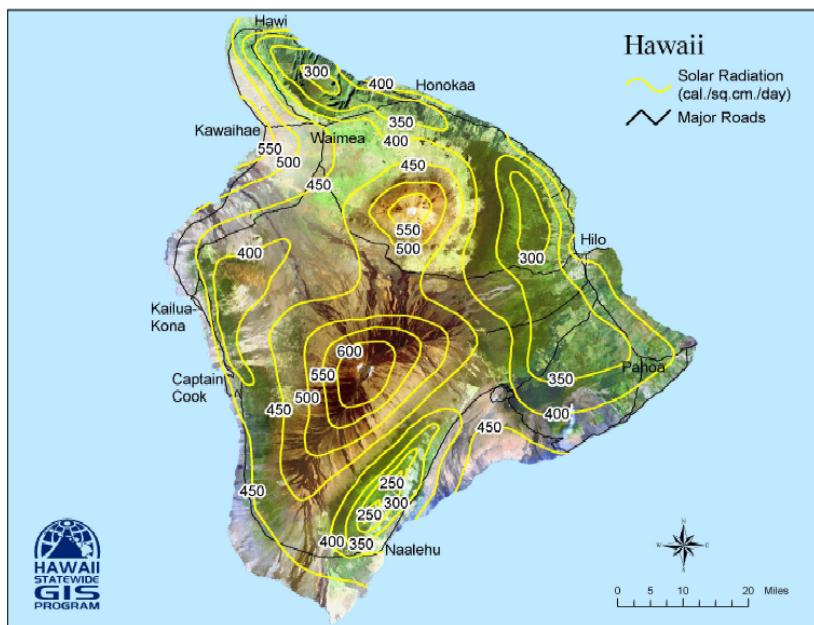 Hawaii
Solar Radiation
(cal./sq.cm./day)
Major Roads
Hawi
300
400
Honokaa
350
Kawaihae
Waimea
400
550
500
450
450
550
500
400
Hilo
300
Kailua-
Kona
600
Pahoa
Captain
Cook
550
350
500
400
450
450
450
250
300
250
400
350
Naalehu
HAWAII
STATEWIDE
GIS
PROGRAM
N
W
E
S
0
5
10
20
Miles